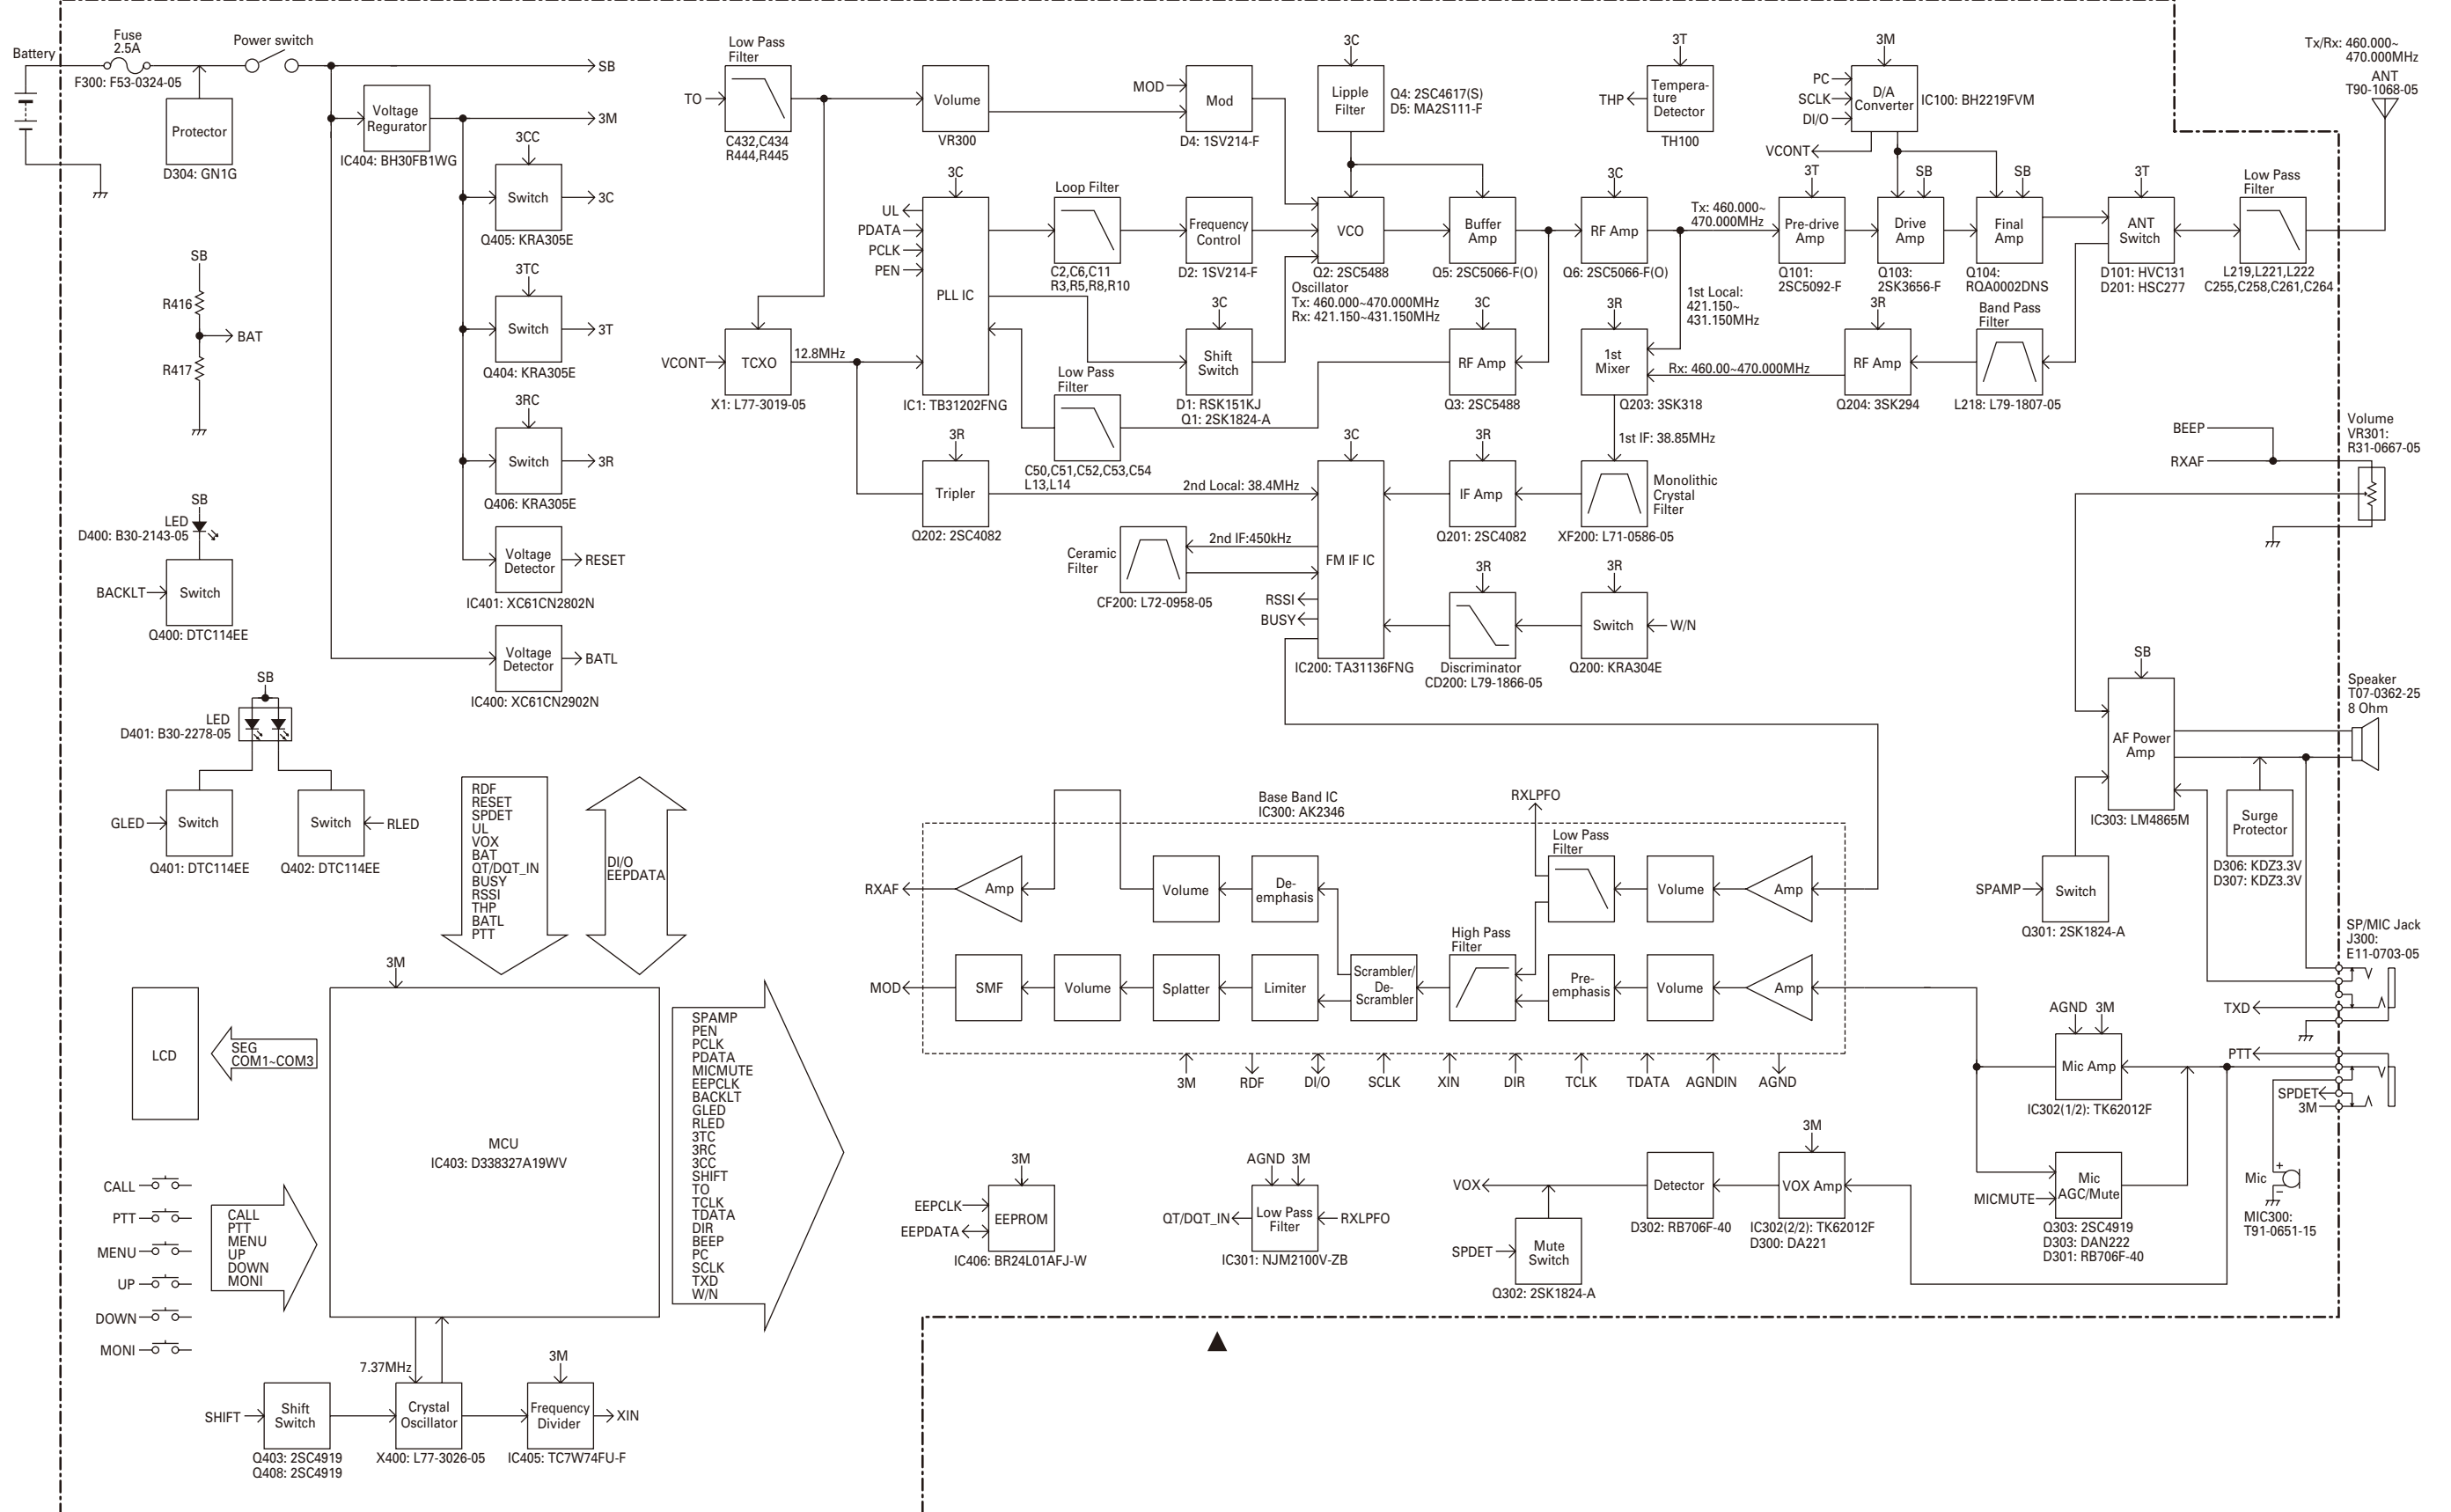 Battery
Fuse
2.5A
F300: F53-0324-05
Power switch
SB
Protector
D304: GN1G
Voltage
Regurator
IC404: BH30FB1WG
3M
3CC
Switch
3C
Q405: KRA305E
3TC
Switch
3T
Q404: KRA305E
3RC
Switch
3R
Q406: KRA305E
Voltage
Detector
RESET
IC401: XC61CN2802N
Voltage
Detector
BATL
IC400: XC61CN2902N
SB
R416
BAT
R417
SB
LED
D400: B30-2143-05
BACKLT
Switch
Q400: DTC114EE
SB
LED
D401: B30-2278-05
GLED
Switch
Q401: DTC114EE
Switch
RLED
Q402: DTC114EE
Low Pass
Filter
TO
C432,C434
R444,R445
Volume
VR300
MOD
Mod
D4: 1SV214-F
3C
Lipple
Filter
Q4: 2SC4617(S)
D5: MA2S111-F
3T
THP
Tempera-
ture
Detector
TH100
3M
PC
SCLK
DI/O
D/A
Converter
IC100: BH2219FVM
VCONT
Tx/Rx: 460.000~
470.000MHz
ANT
T90-1068-05
3C
UL
PDATA
PCLK
PEN
PLL IC
IC1: TB31202FNG
Loop Filter
C2,C6,C11
R3,R5,R8,R10
Frequency
Control
D2: 1SV214-F
VCO
Q2: 2SC5488
Oscillator
Tx: 460.000~470.000MHz
Rx: 421.150~431.150MHz
Buffer
Amp
Q5: 2SC5066-F(O)
3C
RF Amp
Q6: 2SC5066-F(O)
Tx: 460.000~
470.000MHz
3T
Pre-drive
Amp
Q101:
2SC5092-F
SB
Drive
Amp
Q103:
2SK3656-F
SB
Final
Amp
Q104:
RQA0002DNS
3T
ANT
Switch
D101: HVC131
D201: HSC277
Low Pass
Filter
L219,L221,L222
C255,C258,C261,C264
VCONT
TCXO
12.8MHz
X1: L77-3019-05
Low Pass
Filter
C50,C51,C52,C53,C54
L13,L14
3C
Shift
Switch
D1: RSK151KJ
Q1: 2SK1824-A
3C
RF Amp
Q3: 2SC5488
1st Local:
421.150~
431.150MHz
3R
1st
Mixer
Q203: 3SK318
Rx: 460.00~470.000MHz
3R
RF Amp
Q204: 3SK294
Band Pass
Filter
L218: L79-1807-05
3R
Tripler
Q202: 2SC4082
2nd Local: 38.4MHz
3C
FM IF IC
IC200: TA31136FNG
3R
IF Amp
Q201: 2SC4082
1st IF: 38.85MHz
Monolithic
Crystal
Filter
XF200: L71-0586-05
Ceramic
Filter
2nd IF:450kHz
CF200: L72-0958-05
RSSI
BUSY
3R
Discriminator
CD200: L79-1866-05
3R
Switch
W/N
Q200: KRA304E
BEEP
RXAF
Volume
VR301:
R31-0667-05
SB
AF Power
Amp
IC303: LM4865M
Speaker
T07-0362-25
8 Ohm
Surge
Protector
D306: KDZ3.3V
D307: KDZ3.3V
SPAMP
Switch
Q301: 2SK1824-A
SP/MIC Jack
J300:
E11-0703-05
TXD
PTT
SPDET
3M
RDF
RESET
SPDET
UL
VOX
BAT
QT/DQT_IN
BUSY
RSSI
THP
BATL
PTT
DI/O
EEPDATA
Base Band IC
IC300: AK2346
RXLPFO
Low Pass
Filter
RXAF
Amp
Volume
De-
emphasis
Volume
Amp
High Pass
Filter
MOD
SMF
Volume
Splatter
Limiter
Scrambler/
De-
Scrambler
Pre-
emphasis
Volume
Amp
3M
RDF
DI/O
SCLK
XIN
DIR
TCLK
TDATA
AGNDIN
AGND
AGND
3M
Mic Amp
IC302(1/2): TK62012F
3M
LCD
SEG
COM1~COM3
MCU
IC403: D338327A19WV
SPAMP
PEN
PCLK
PDATA
MICMUTE
EEPCLK
BACKLT
GLED
RLED
3TC
3RC
3CC
SHIFT
TO
TCLK
TDATA
DIR
BEEP
PC
SCLK
TXD
W/N
3M
EEPCLK
EEPDATA
EEPROM
IC406: BR24L01AFJ-W
AGND
3M
QT/DQT_IN
Low Pass
Filter
RXLPFO
IC301: NJM2100V-ZB
VOX
SPDET
Mute
Switch
Q302: 2SK1824-A
Detector
D302: RB706F-40
3M
VOX Amp
IC302(2/2): TK62012F
D300: DA221
MICMUTE
Mic
AGC/Mute
Q303: 2SC4919
D303: DAN222
D301: RB706F-40
Mic
+
−
MIC300:
T91-0651-15
CALL
PTT
MENU
UP
DOWN
MONI
CALL
PTT
MENU
UP
DOWN
MONI
7.37MHz
SHIFT
Shift
Switch
Q403: 2SC4919
Q408: 2SC4919
Crystal
Oscillator
X400: L77-3026-05
3M
Frequency
Divider
XIN
IC405: TC7W74FU-F